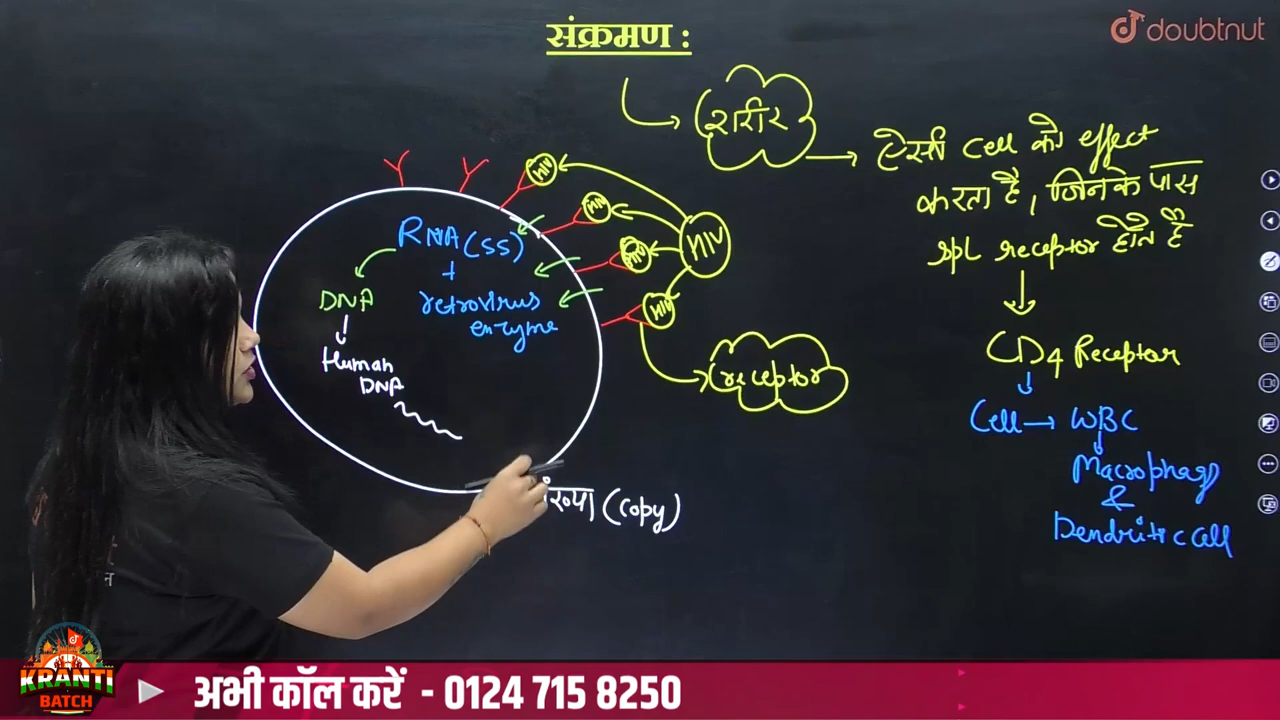 संक्रमण :
doubtnut
शरीर
ऐसी cell को effect
करता है, जिनके पास
spl receptor होते हैं
CD4 Receptor
Cell → WBC
Macrophagy
&
Dendritic cell
HIV
HIV
HIV
HIV
HIV
receptor
RNA (SS)
+
retrovirus
enzyme
DNA
Human
DNA
(copy)
KRANTI
BATCH
अभी कॉल करें - 0124 715 8250